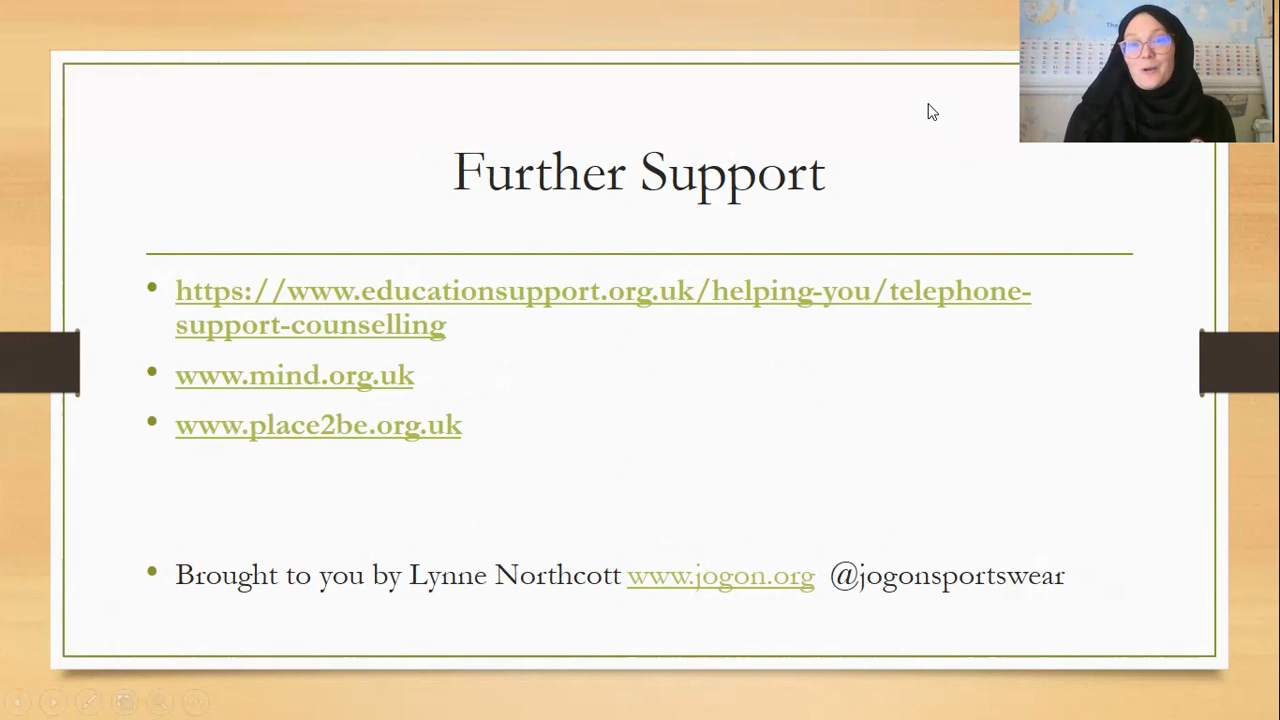 Further Support
https://www.educationsupport.org.uk/helping-you/telephone-
support-counselling
www.mind.org.uk
www.place2be.org.uk
Brought to you by Lynne Northcott www.jogon.org @jogonsportswear